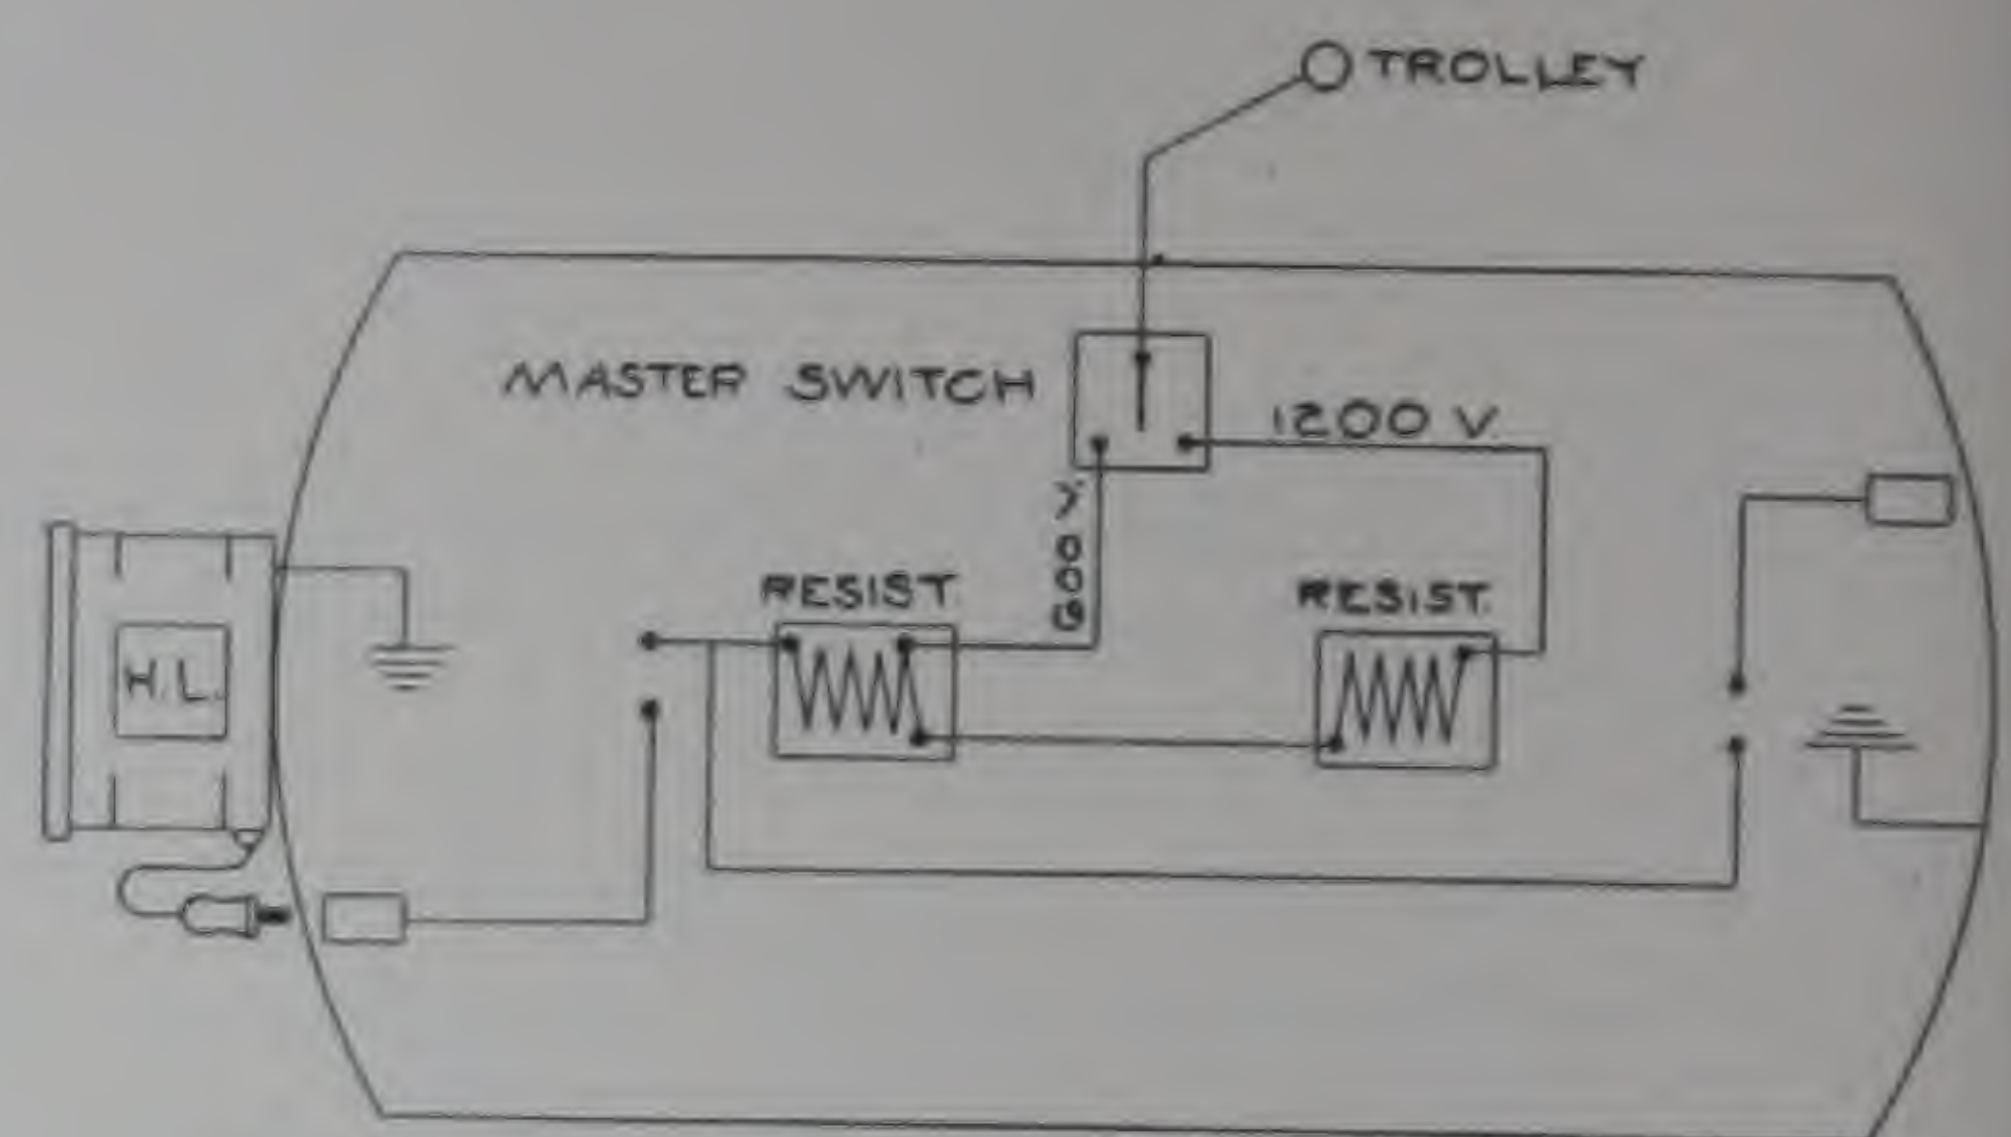 TROLLEY
MASTER SWITCH
1200 V.
600 V
RESIST.
RESIST.
H.L.